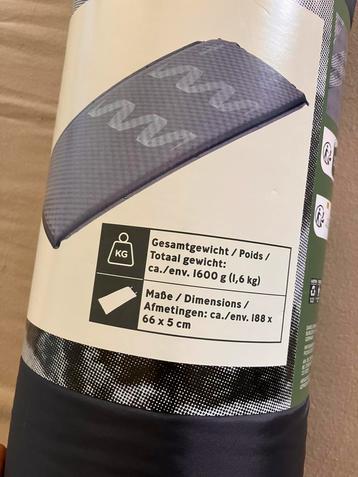 KG
Gesamtgewicht / Poids /
Totaal gewicht:
ca./env. 1600 g (1,6 kg)
Maße / Dimensions /
Afmetingen: ca./env. 188 x
66 x 5 cm